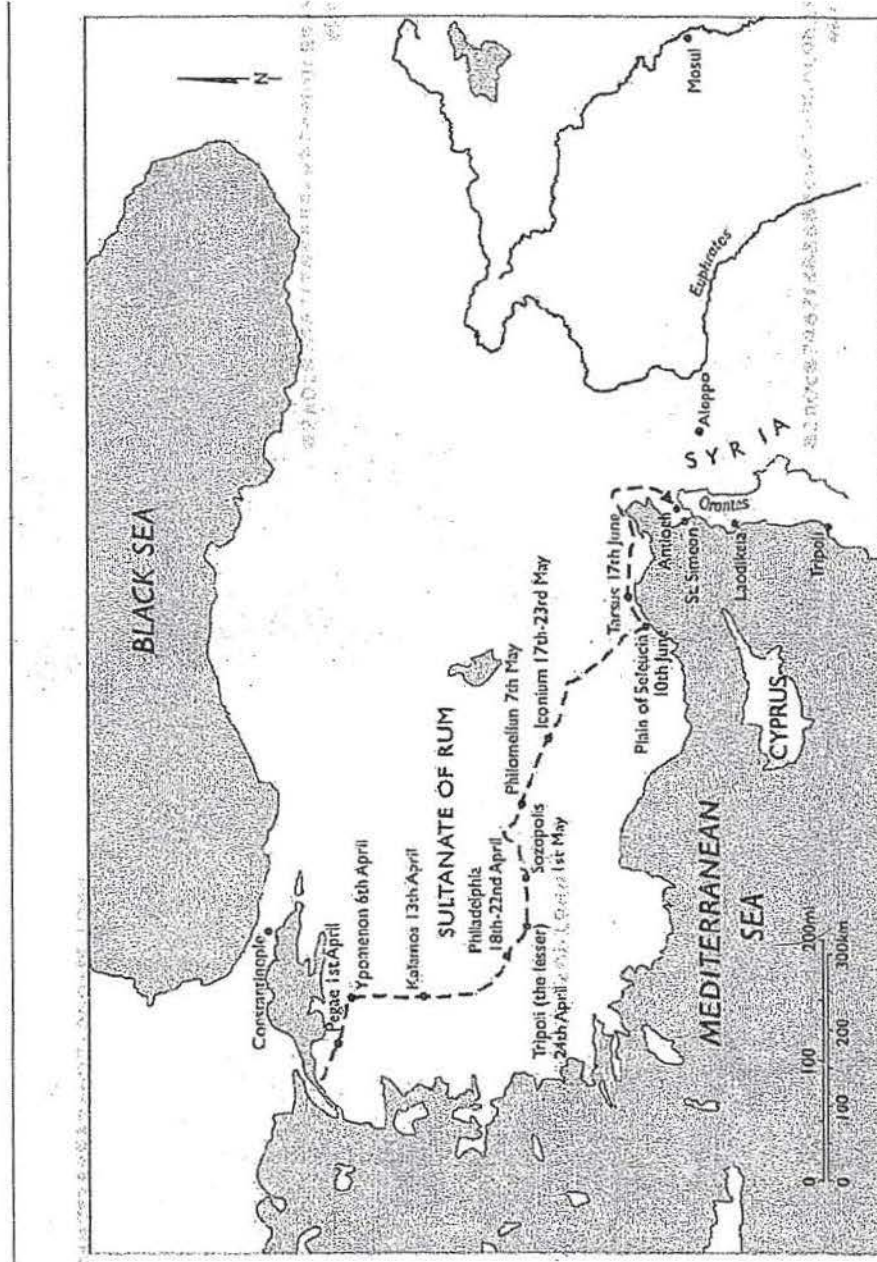 BLACK SEA
N
Constantinople
Pegae 1st April
Ypomenon 6th April
Kalamos 13th April
SULTANATE OF RUM
Philadelphia
18th-22nd April
Philomelium 7th May
Tripoli (the lesser)
24th April
Sozopolis
1st May
Iconium 17th-23rd May
Tarsus 17th June
Plain of Seleucia
10th June
Antioch
St. Simeon
Orontes
Laodikeia
Tripoli
SYRIA
Aleppo
Euphrates
Mosul
CYPRUS
MEDITERRANEAN
SEA
0 100 200ml
0 100 200 300km